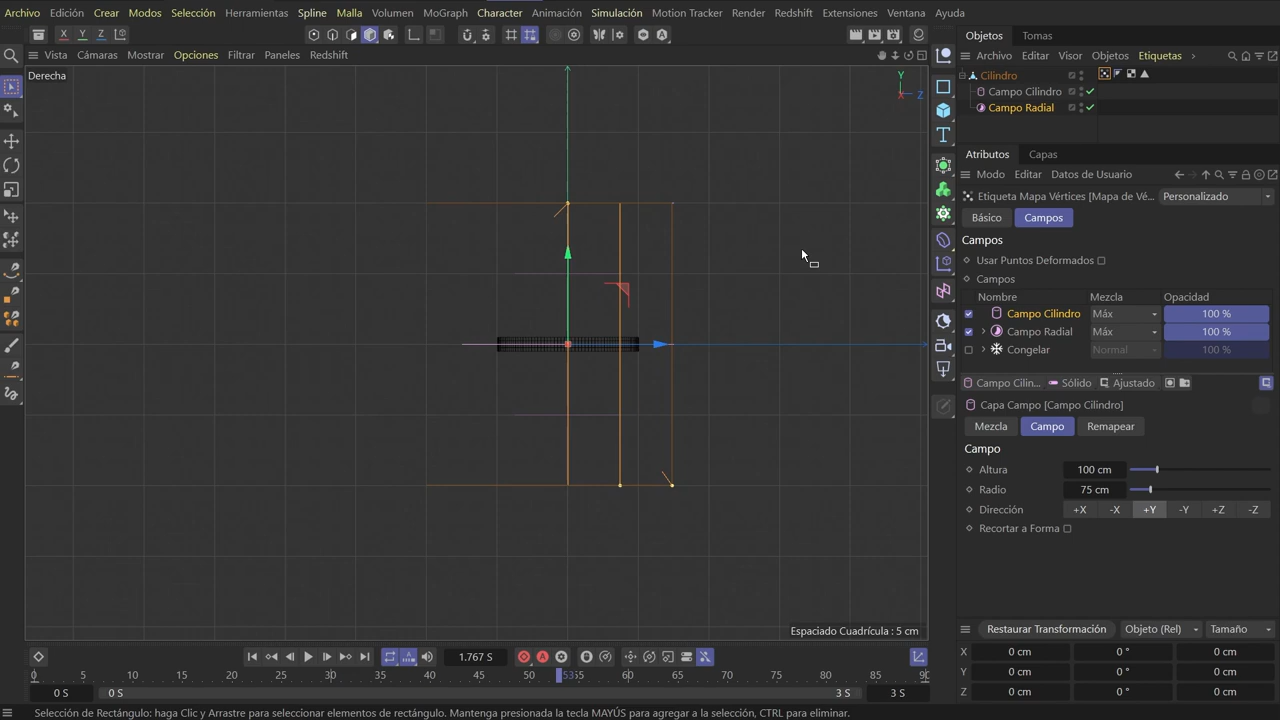 Archivo Edición Crear Modos Selección Herramientas Spline Malla Volumen MoGraph Character Animación Simulación Motion Tracker Render Redshift Extensiones Ventana Ayuda
X Y Z
Objetos Tomas
Vista Cámaras Mostrar Opciones Filtrar Paneles Redshift
Archivo Editar Visor Objetos Etiquetas
Derecha
Y
X Z
Cilindro
Campo Cilindro
Campo Radial
Atributos Capas
Modo Editar Datos de Usuario
Etiqueta Mapa Vértices [Mapa de Vé... Personalizado
Básico Campos
Campos
Usar Puntos Deformados
Campos
Nombre Mezcla Opacidad
Campo Cilindro Máx 100 %
Campo Radial Máx 100 %
Congelar Normal 100 %
Campo Cilin... Sólido Ajustado
Capa Campo [Campo Cilindro]
Mezcla Campo Remapear
Campo
Altura 100 cm
Radio 75 cm
Dirección +X -X +Y -Y +Z -Z
Recortar a Forma
Espaciado Cuadrícula : 5 cm
Restaurar Transformación Objeto (Rel) Tamaño
1.767 S
X 0 cm 0 ° 0 cm
Y 0 cm 0 ° 0 cm
Z 0 cm 0 ° 0 cm
0 5 10 15 20 25 30 35 40 45 50 53 60 65 70 75 80 85 90
0 S 0 S 3 S 3 S
Selección de Rectángulo: haga Clic y Arrastre para seleccionar elementos de rectángulo. Mantenga presionada la tecla MAYÚS para agregar a la selección, CTRL para eliminar.